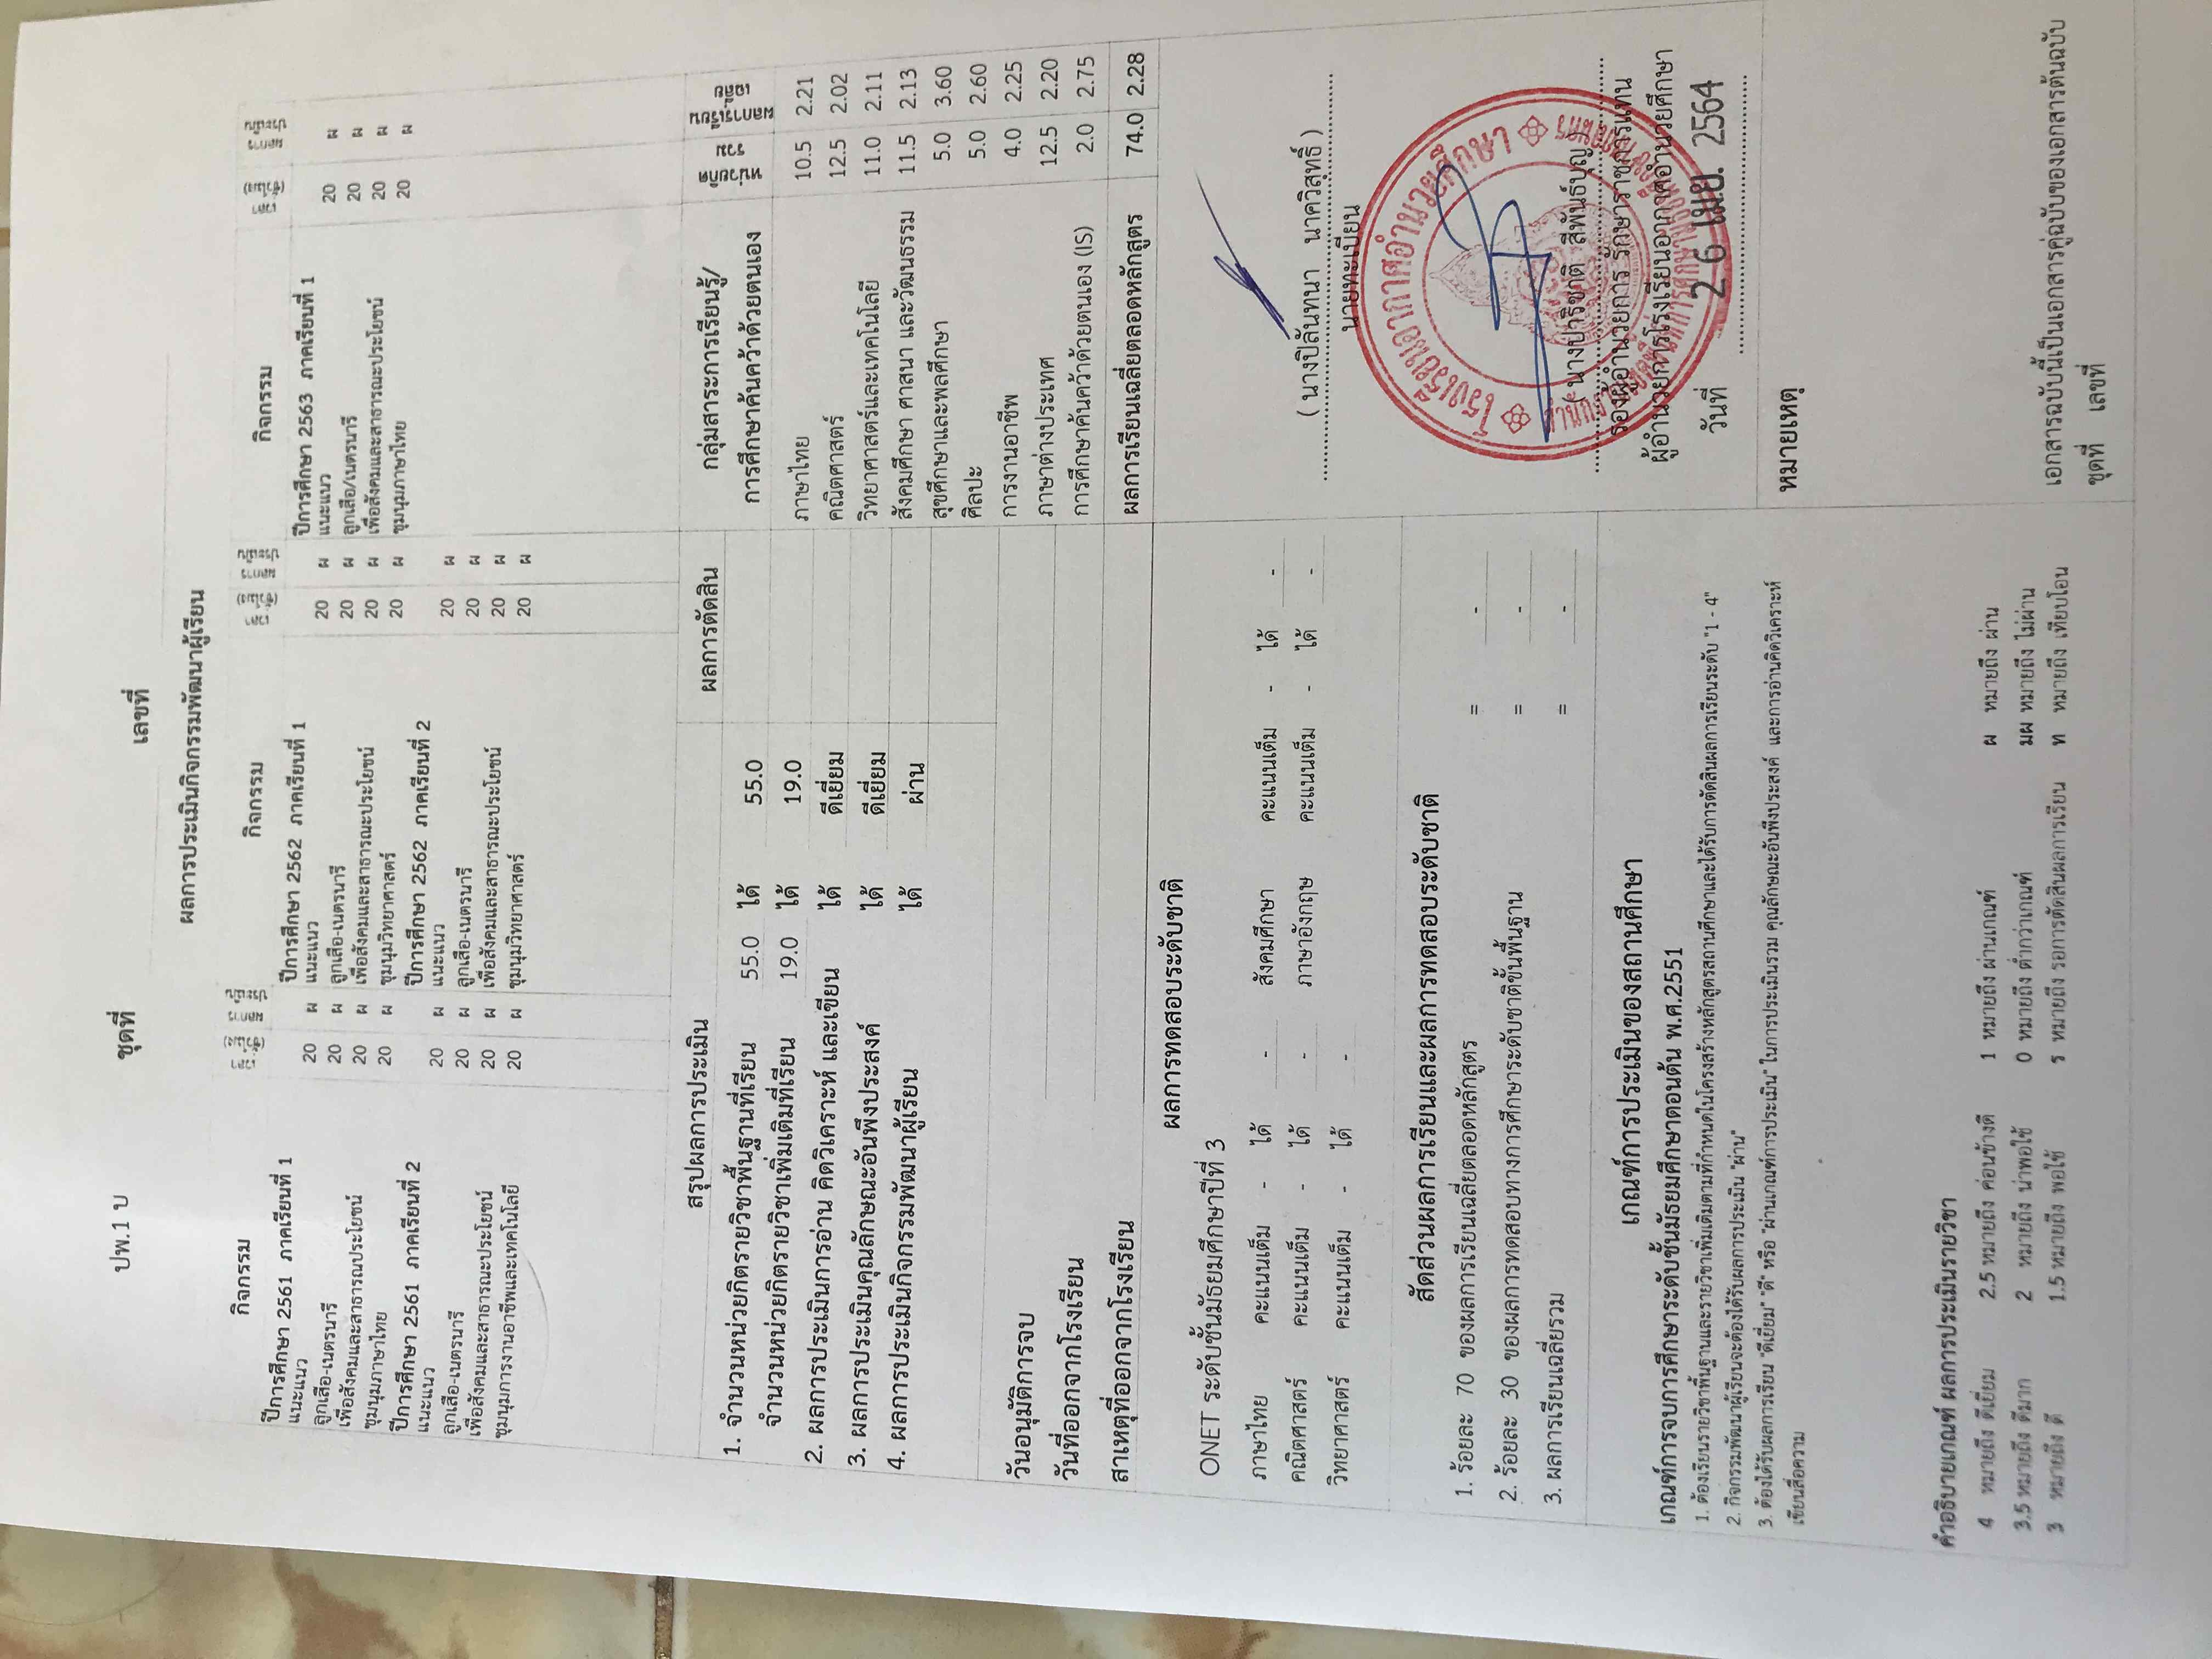 ปพ.1 บ ชุดที่ เลขที่
ผลการประเมินกิจกรรมพัฒนาผู้เรียน
กิจกรรม เวลา (ชั่วโมง) ผลการประเมิน กิจกรรม เวลา (ชั่วโมง) ผลการประเมิน กิจกรรม เวลา (ชั่วโมง) ผลการประเมิน
ปีการศึกษา 2561 ภาคเรียนที่ 1
แนะแนว 20 ผ
ลูกเสือ-เนตรนารี 20 ผ
เพื่อสังคมและสาธารณประโยชน์ 20 ผ
ชุมนุมภาษาไทย 20 ผ
ปีการศึกษา 2561 ภาคเรียนที่ 2
แนะแนว 20 ผ
ลูกเสือ-เนตรนารี 20 ผ
เพื่อสังคมและสาธารณะประโยชน์ 20 ผ
ชุมนุมการงานอาชีพและเทคโนโลยี 20 ผ
ปีการศึกษา 2562 ภาคเรียนที่ 1
แนะแนว 20 ผ
ลูกเสือ-เนตรนารี 20 ผ
เพื่อสังคมและสาธารณะประโยชน์ 20 ผ
ชุมนุมวิทยาศาสตร์ 20 ผ
ปีการศึกษา 2562 ภาคเรียนที่ 2
แนะแนว 20 ผ
ลูกเสือ-เนตรนารี 20 ผ
เพื่อสังคมและสาธารณะประโยชน์ 20 ผ
ชุมนุมวิทยาศาสตร์ 20 ผ
ปีการศึกษา 2563 ภาคเรียนที่ 1
แนะแนว 20 ผ
ลูกเสือ/เนตรนารี 20 ผ
เพื่อสังคมและสาธารณะประโยชน์ 20 ผ
ชุมนุมภาษาไทย 20 ผ
สรุปผลการประเมิน ผลการตัดสิน
1. จำนวนหน่วยกิตรายวิชาพื้นฐานที่เรียน 55.0 ได้ 55.0
จำนวนหน่วยกิตรายวิชาเพิ่มเติมที่เรียน 19.0 ได้ 19.0
2. ผลการประเมินการอ่าน คิดวิเคราะห์ และเขียน ได้ ดีเยี่ยม
3. ผลการประเมินคุณลักษณะอันพึงประสงค์ ได้ ดีเยี่ยม
4. ผลการประเมินกิจกรรมพัฒนาผู้เรียน ได้ ผ่าน
วันอนุมัติการจบ
วันที่ออกจากโรงเรียน
สาเหตุที่ออกจากโรงเรียน
กลุ่มสาระการเรียนรู้/ หน่วยกิต ผลการเรียน
การศึกษาค้นคว้าด้วยตนเอง รวม เฉลี่ย
ภาษาไทย 10.5 2.21
คณิตศาสตร์ 12.5 2.02
วิทยาศาสตร์และเทคโนโลยี 11.0 2.11
สังคมศึกษา ศาสนา และวัฒนธรรม 11.5 2.13
สุขศึกษาและพลศึกษา 5.0 3.60
ศิลปะ 5.0 2.60
การงานอาชีพ 4.0 2.25
ภาษาต่างประเทศ 12.5 2.20
การศึกษาค้นคว้าด้วยตนเอง (IS) 2.0 2.75
ผลการเรียนเฉลี่ยตลอดหลักสูตร 74.0 2.28
ผลการทดสอบระดับชาติ
ONET ระดับชั้นมัธยมศึกษาปีที่ 3
ภาษาไทย คะแนนเต็ม - ได้ - สังคมศึกษา คะแนนเต็ม - ได้ -
คณิตศาสตร์ คะแนนเต็ม - ได้ - ภาษาอังกฤษ คะแนนเต็ม - ได้ -
วิทยาศาสตร์ คะแนนเต็ม - ได้ -
สัดส่วนผลการเรียนและผลการทดสอบระดับชาติ
1. ร้อยละ 70 ของผลการเรียนเฉลี่ยตลอดหลักสูตร = -
2. ร้อยละ 30 ของผลการทดสอบทางการศึกษาระดับชาติขั้นพื้นฐาน = -
3. ผลการเรียนเฉลี่ยรวม = -
เกณฑ์การประเมินของสถานศึกษา
เกณฑ์การจบการศึกษาระดับชั้นมัธยมศึกษาตอนต้น พ.ศ.2551
1. ต้องเรียนรายวิชาพื้นฐานและรายวิชาเพิ่มเติมตามที่กำหนดในโครงสร้างหลักสูตรสถานศึกษาและได้รับการตัดสินผลการเรียนระดับ "1 - 4"
2. กิจกรรมพัฒนาผู้เรียนจะต้องได้รับผลการประเมิน "ผ่าน"
3. ต้องได้รับผลการเรียน "ดีเยี่ยม" "ดี" หรือ "ผ่านเกณฑ์การประเมิน" ในการประเมินรวม คุณลักษณะอันพึงประสงค์ และการอ่านคิดวิเคราะห์
เขียนสื่อความ
คำอธิบายเกณฑ์ ผลการประเมินรายวิชา
4 หมายถึง ดีเยี่ยม 2.5 หมายถึง ค่อนข้างดี 1 หมายถึง ผ่านเกณฑ์ ผ หมายถึง ผ่าน
3.5 หมายถึง ดีมาก 2 หมายถึง น่าพอใช้ 0 หมายถึง ต่ำกว่าเกณฑ์ มผ หมายถึง ไม่ผ่าน
3 หมายถึง ดี 1.5 หมายถึง พอใช้ ร หมายถึง รอการตัดสินผลการเรียน ท หมายถึง เทียบโอน
( นางปิลันทนา นาควิสุทธิ์ )
นายทะเบียน
โรงเรียนอากาศอำนวยศึกษา
( นางปาริชาติ สีพันธ์บุญ )
รองผู้อำนวยการ รักษาราชการแทน
ผู้อำนวยการโรงเรียนอากาศอำนวยศึกษา
วันที่ 26 เม.ย. 2564
หมายเหตุ
เอกสารฉบับนี้เป็นเอกสารคู่ฉบับของเอกสารต้นฉบับ
ชุดที่ เลขที่